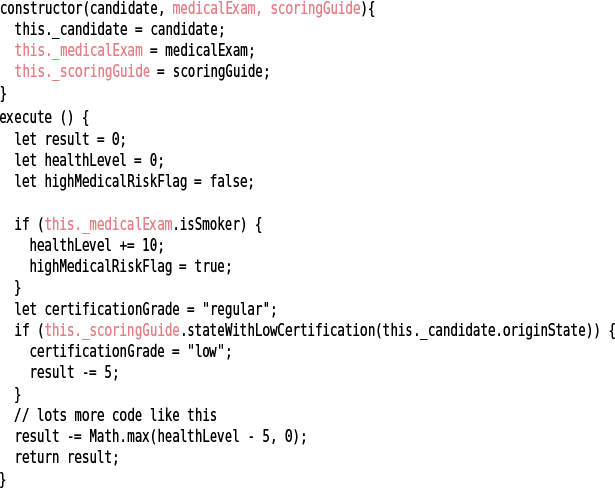 constructor(candidate, medicalExam, scoringGuide){
  this._candidate = candidate;
  this._medicalExam = medicalExam;
  this._scoringGuide = scoringGuide;
}
execute () {
  let result = 0;
  let healthLevel = 0;
  let highMedicalRiskFlag = false;

  if (this._medicalExam.isSmoker) {
    healthLevel += 10;
    highMedicalRiskFlag = true;
  }
  let certificationGrade = "regular";
  if (this._scoringGuide.stateWithLowCertification(this._candidate.originState)) {
    certificationGrade = "low";
    result -= 5;
  }
  // lots more code like this
  result -= Math.max(healthLevel - 5, 0);
  return result;
}